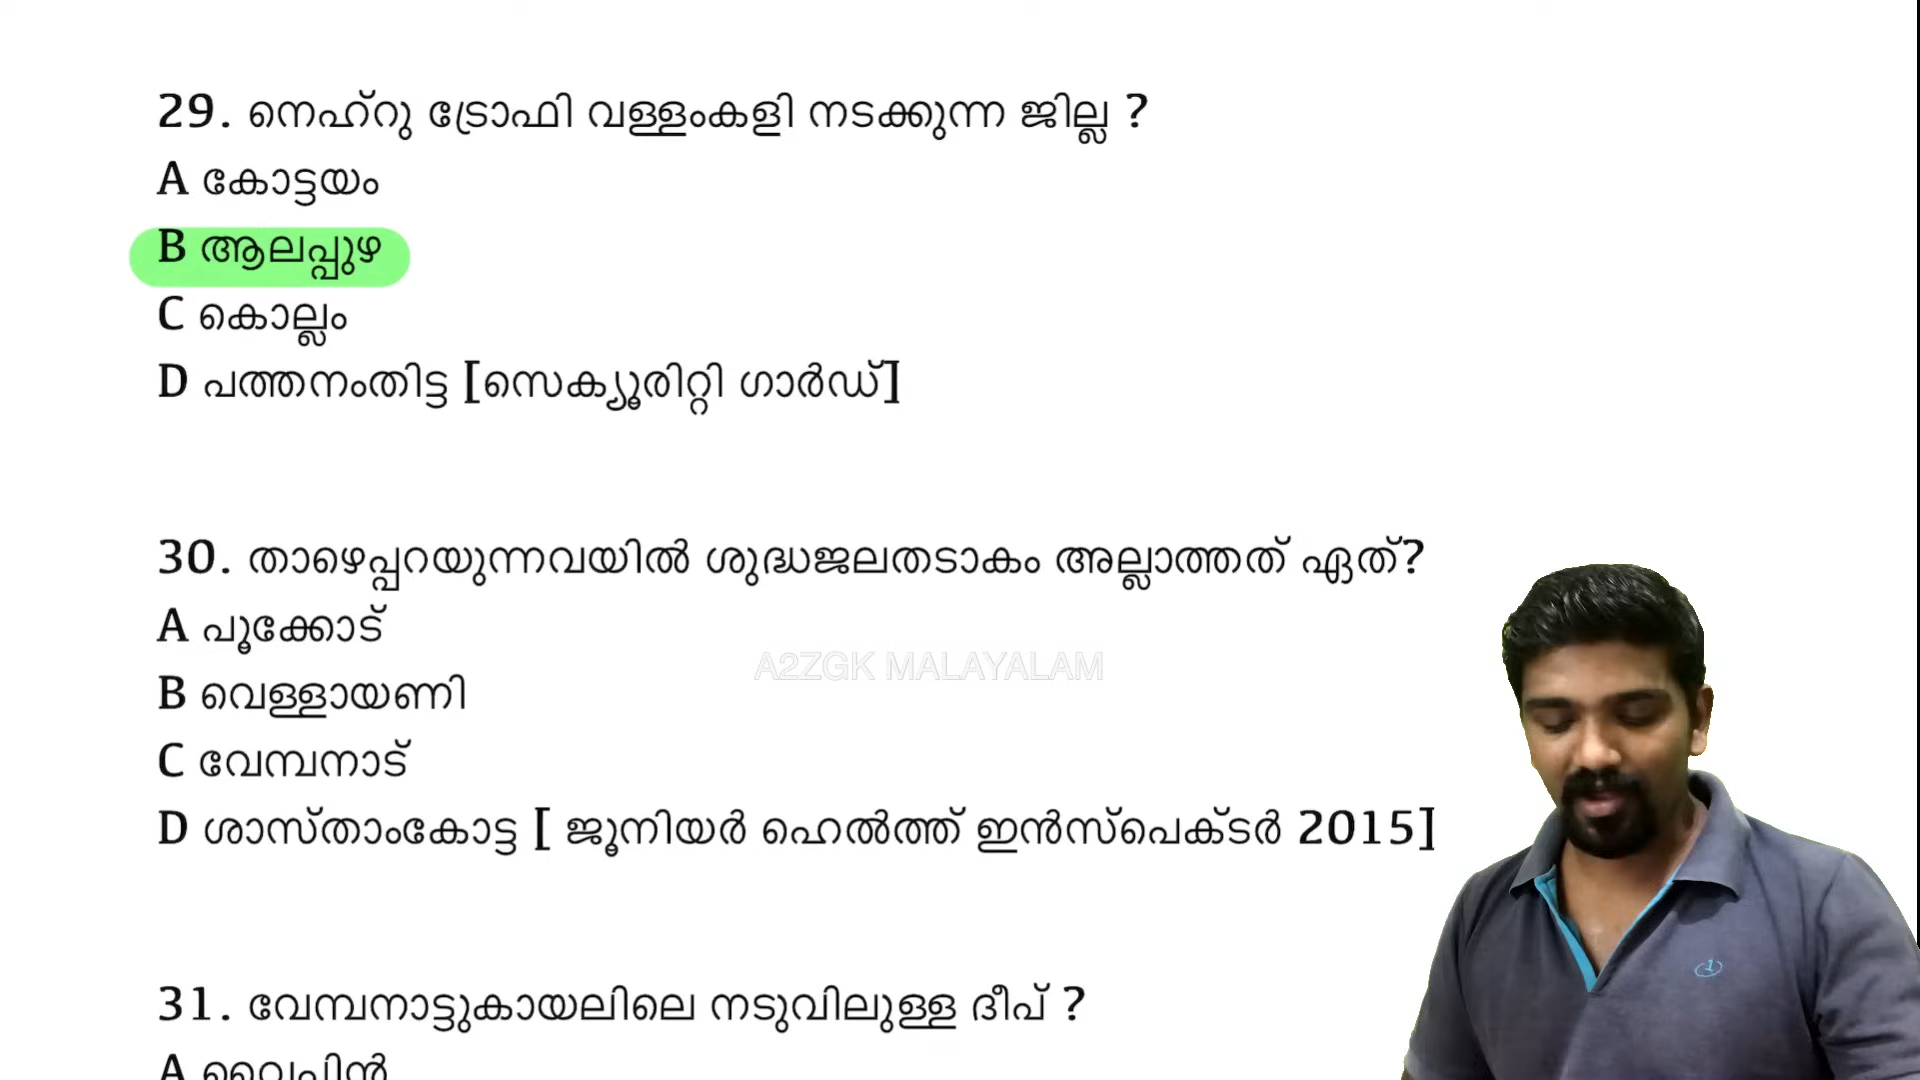 29. നെഹ്റു ട്രോഫി വള്ളംകളി നടക്കുന്ന ജില്ല ?
A കോട്ടയം
B ആലപ്പുഴ
C കൊല്ലം
D പത്തനംതിട്ട [സെക്യൂരിറ്റി ഗാർഡ്]
30. താഴെപ്പറയുന്നവയിൽ ശുദ്ധജലതടാകം അല്ലാത്തത് ഏത്?
A പൂക്കോട്
B വെള്ളായണി
A2ZGK MALAYALAM
C വേമ്പനാട്
D ശാസ്താംകോട്ട [ ജൂനിയർ ഹെൽത്ത് ഇൻസ്പെക്ടർ 2015]
31. വേമ്പനാട്ടുകായലിലെ നടുവിലുള്ള ദീപ് ?
A വൈപ്പിൻ